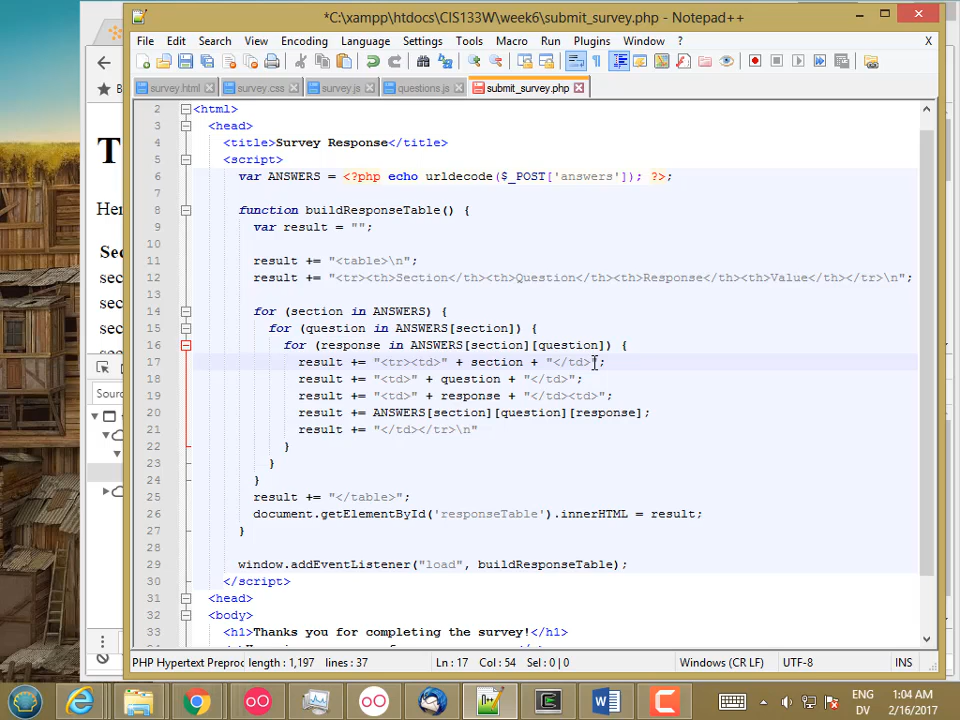 *C:\xampp\htdocs\CIS133W\week6\submit_survey.php - Notepad++
File Edit Search View Encoding Language Settings Tools Macro Run Plugins Window ? X
survey.html survey.css survey.js questions.js submit_survey.php
2 <html>
3 <head>
4 <title>Survey Response</title>
5 <script>
6 var ANSWERS = <?php echo urldecode($_POST['answers']); ?>;
7
8 function buildResponseTable() {
9 var result = "";
10
11 result += "<table>\n";
12 result += "<tr><th>Section</th><th>Question</th><th>Response</th><th>Value</th></tr>\n";
13
14 for (section in ANSWERS) {
15 for (question in ANSWERS[section]) {
16 for (response in ANSWERS[section][question]) {
17 result += "<tr><td>" + section + "</td>";
18 result += "<td>" + question + "</td>";
19 result += "<td>" + response + "</td><td>";
20 result += ANSWERS[section][question][response];
21 result += "</td></tr>\n"
22 }
23 }
24 }
25 result += "</table>";
26 document.getElementById('responseTable').innerHTML = result;
27 }
28
29 window.addEventListener("load", buildResponseTable);
30 </script>
31 <head>
32 <body>
33 <h1>Thanks you for completing the survey!</h1>
PHP Hypertext Preproc length : 1,197 lines : 37 Ln : 17 Col : 54 Sel : 0 | 0 Windows (CR LF) UTF-8 INS
T
B
Her
Sec
sec
sec
sec
Sourc
ENG
DV
1:04 AM
2/16/2017